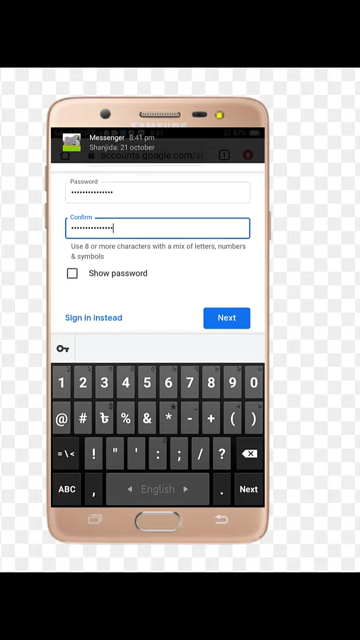 SAMSUNG
Messenger 8:41 pm
Shanjida: 21 october
accounts.google.com/si
1
Password
•••••••••••••••
Confirm
•••••••••••••••
Use 8 or more characters with a mix of letters, numbers
& symbols
Show password
Sign in instead
Next
1 2 3 4 5 6 7 8 9 0
@ # ৳ % & * - + ( )
= \ < ! " ' : ; / ?
ABC , English . Next